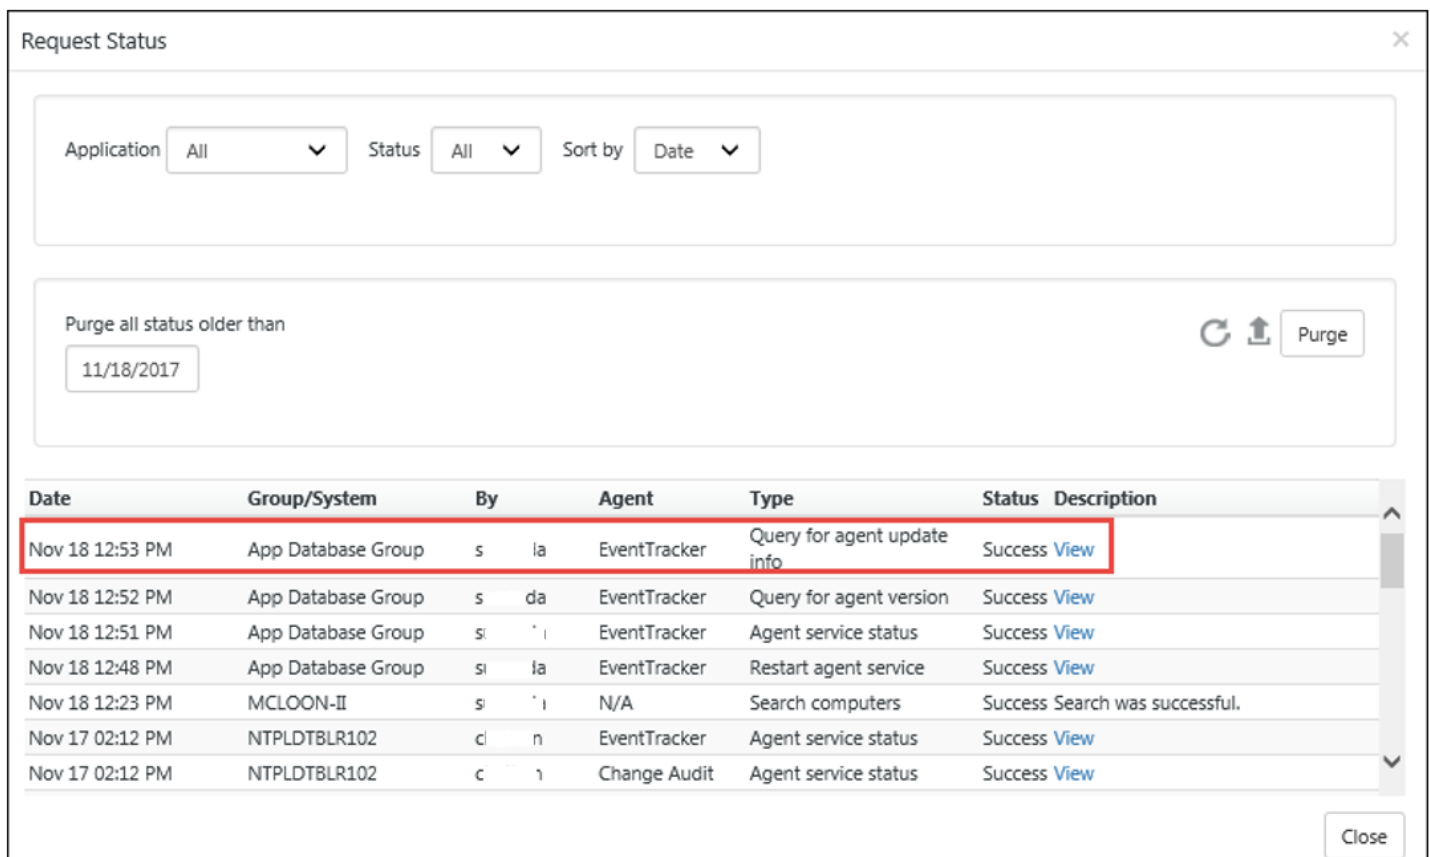 Request Status
Application All Status All Sort by Date
Purge all status older than
Purge
11/18/2017
Date Group/System By Agent Type Status Description
Nov 18 12:53 PM App Database Group EventTracker Query for agent update info Success View
Nov 18 12:52 PM App Database Group EventTracker Query for agent version Success View
Nov 18 12:51 PM App Database Group EventTracker Agent service status Success View
Nov 18 12:48 PM App Database Group EventTracker Restart agent service Success View
Nov 18 12:23 PM MCLOON-II N/A Search computers Success Search was successful.
Nov 17 02:12 PM NTPLDTBLR102 EventTracker Agent service status Success View
Nov 17 02:12 PM NTPLDTBLR102 Change Audit Agent service status Success View
Close